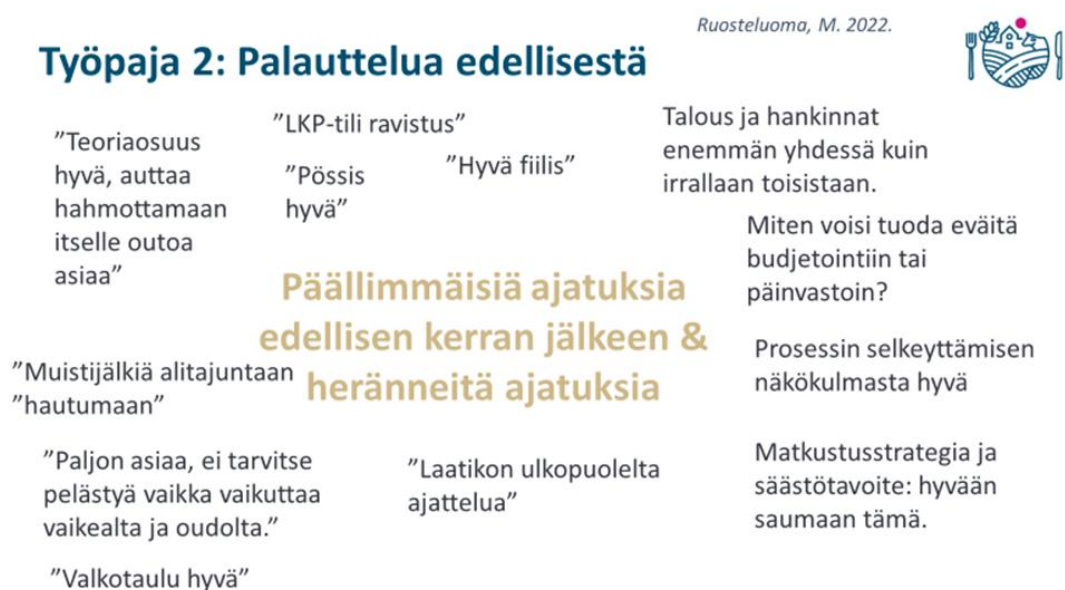 Ruosteluoma, M. 2022.
Työpaja 2: Palauttelua edellisestä
”Teoriaosuus
hyvä, auttaa
hahmottamaan
itselle outoa
asiaa”
”LKP-tili ravistus”
”Pössis
hyvä”
”Hyvä fiilis”
Talous ja hankinnat
enemmän yhdessä kuin
irrallaan toisistaan.
Miten voisi tuoda eväitä
budjetointiin tai
päinvastoin?
Päällimmäisiä ajatuksia
edellisen kerran jälkeen &
heränneitä ajatuksia
Prosessin selkeyttämisen
näkökulmasta hyvä
”Muistijälkiä alitajuntaan
”hautumaan”
”Paljon asiaa, ei tarvitse
pelästyä vaikka vaikuttaa
vaikealta ja oudolta.”
”Laatikon ulkopuolelta
ajattelua”
Matkustusstrategia ja
säästötavoite: hyvään
saumaan tämä.
”Valkotaulu hyvä”